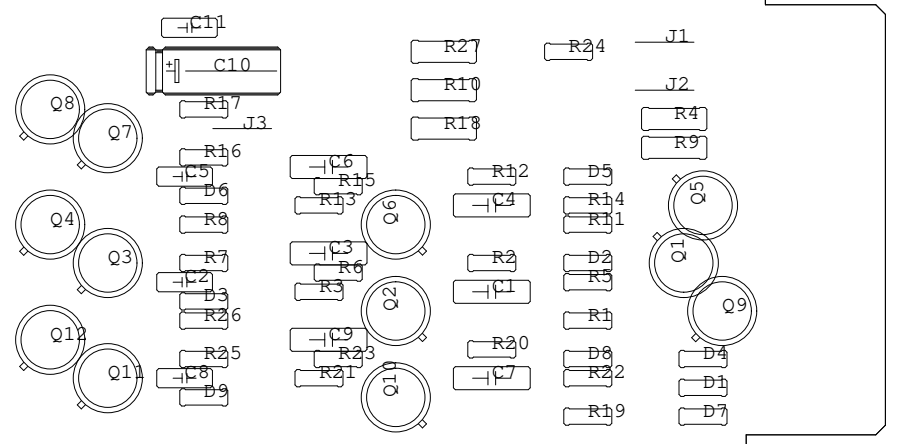 C11
R27
R24
J1
+
C10
R10
J2
Q8
R17
J3
R18
R4
Q7
R9
R16
C6
C5
R15
R12
D5
D6
R13
C4
R14
Q5
Q4
R8
Q6
R11
Q3
R7
C3
R2
D2
Q1
C2
R6
R5
D3
R3
Q2
C1
Q9
R26
R1
Q12
C9
R20
R25
R23
D8
D4
Q11
C8
R21
Q10
C7
R22
D1
D9
R19
D7